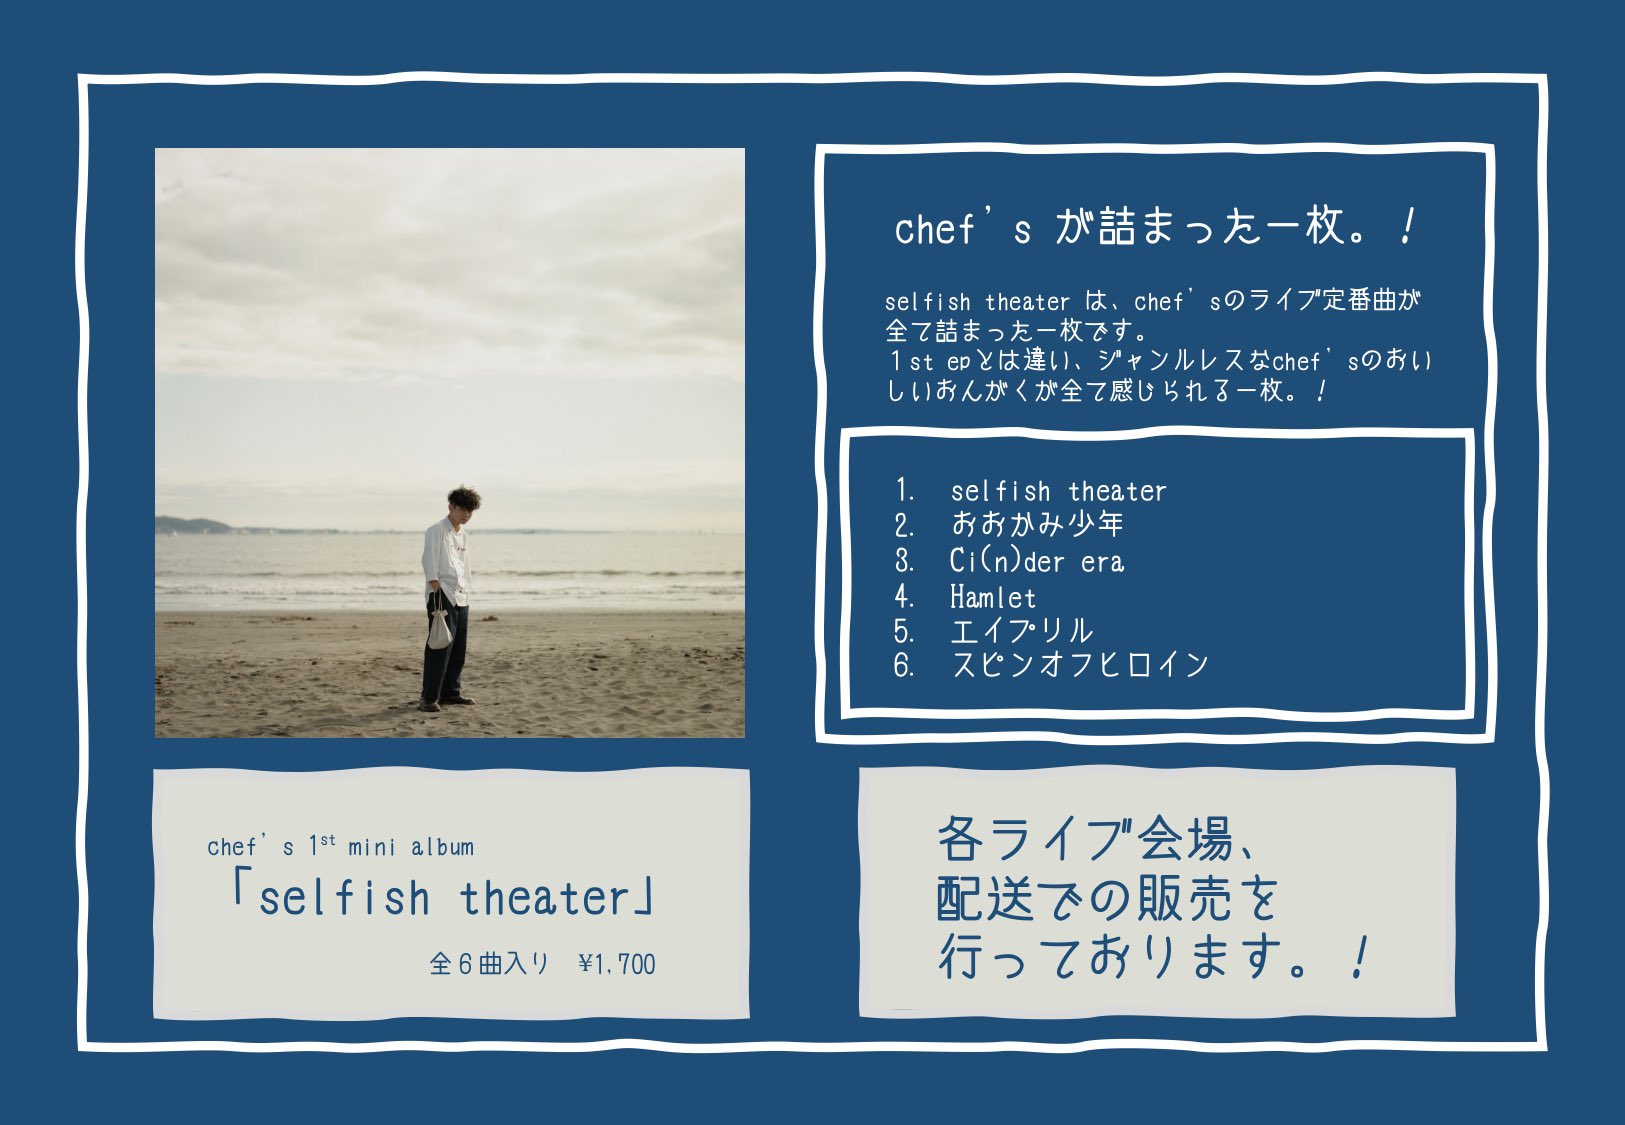 chef's が詰まった一枚。！
selfish theater は、chef'sのライブ定番曲が
全て詰まった一枚です。
１st epとは違い、ジャンルレスなchef'sのおい
しいおんがくが全て感じられる一枚。！
1. selfish theater
2. おおかみ少年
3. Ci(n)der era
4. Hamlet
5. エイプリル
6. スピンオフヒロイン
chef's 1st mini album
「selfish theater」
全６曲入り　¥1,700
各ライブ会場、
配送での販売を
行っております。！